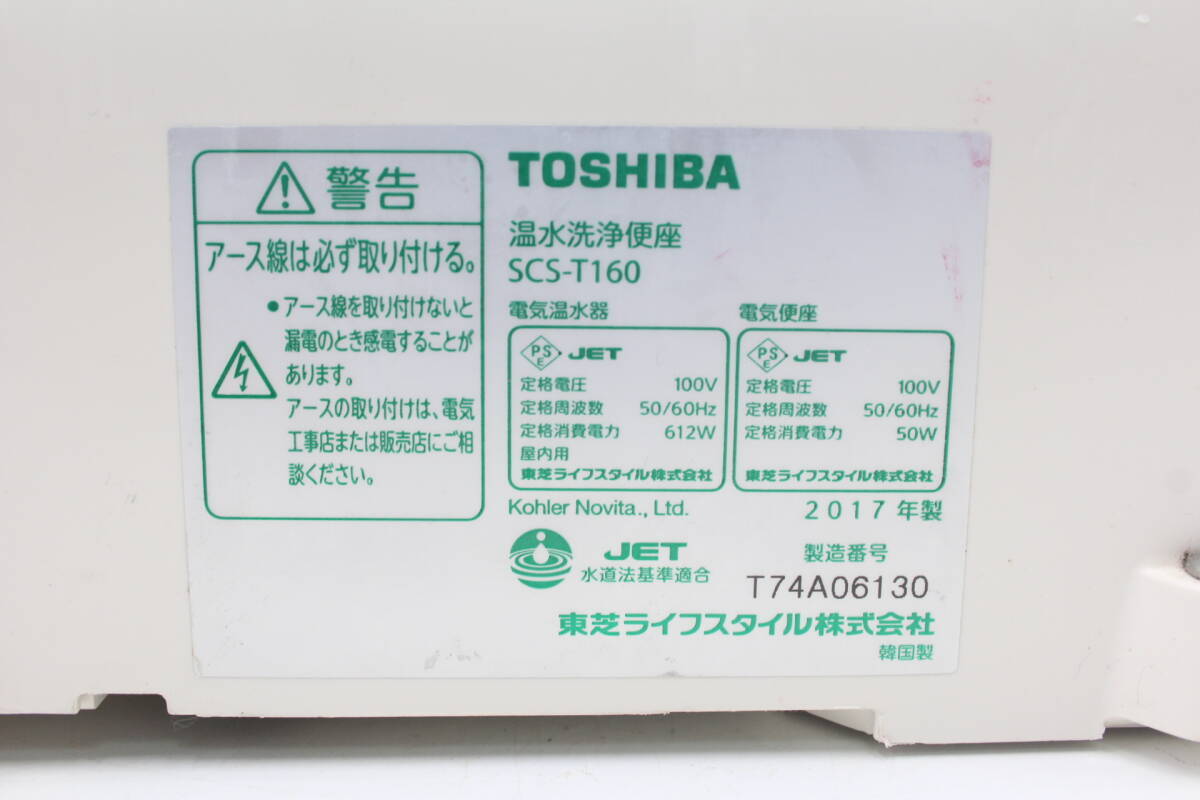 警告
アース線は必ず取り付ける。
●アース線を取り付けないと
漏電のとき感電することが
あります。
アースの取り付けは、電気
工事店または販売店にご相
談ください。
TOSHIBA
温水洗浄便座
SCS-T160
電気温水器
PS E JET
定格電圧 100V
定格周波数 50/60Hz
定格消費電力 612W
屋内用
東芝ライフスタイル株式会社
電気便座
PS E JET
定格電圧 100V
定格周波数 50/60Hz
定格消費電力 50W
東芝ライフスタイル株式会社
Kohler Novita., Ltd.
2017年製
JET
水道法基準適合
製造番号
T74A06130
東芝ライフスタイル株式会社
韓国製